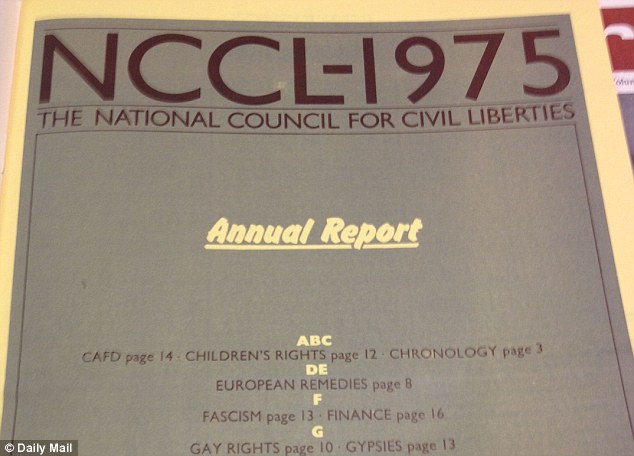 NCCL-1975
THE NATIONAL COUNCIL FOR CIVIL LIBERTIES
Annual Report
ABC
CAFD page 14 · CHILDREN'S RIGHTS page 12 · CHRONOLOGY page 3
DE
EUROPEAN REMEDIES page 8
F
FASCISM page 13 · FINANCE page 16
G
GAY RIGHTS page 10 · GYPSIES page 13
© Daily Mail